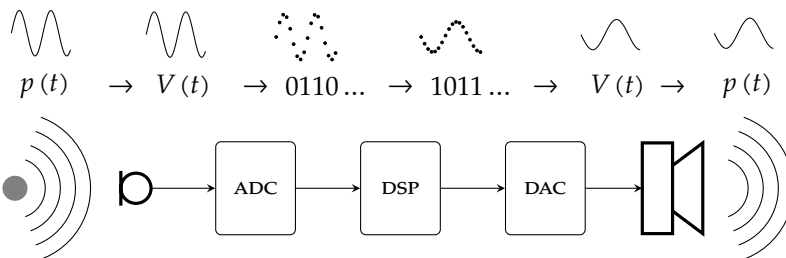 p (t) → V (t) → 0110 ... → 1011 ... → V (t) → p (t)
ADC DSP DAC